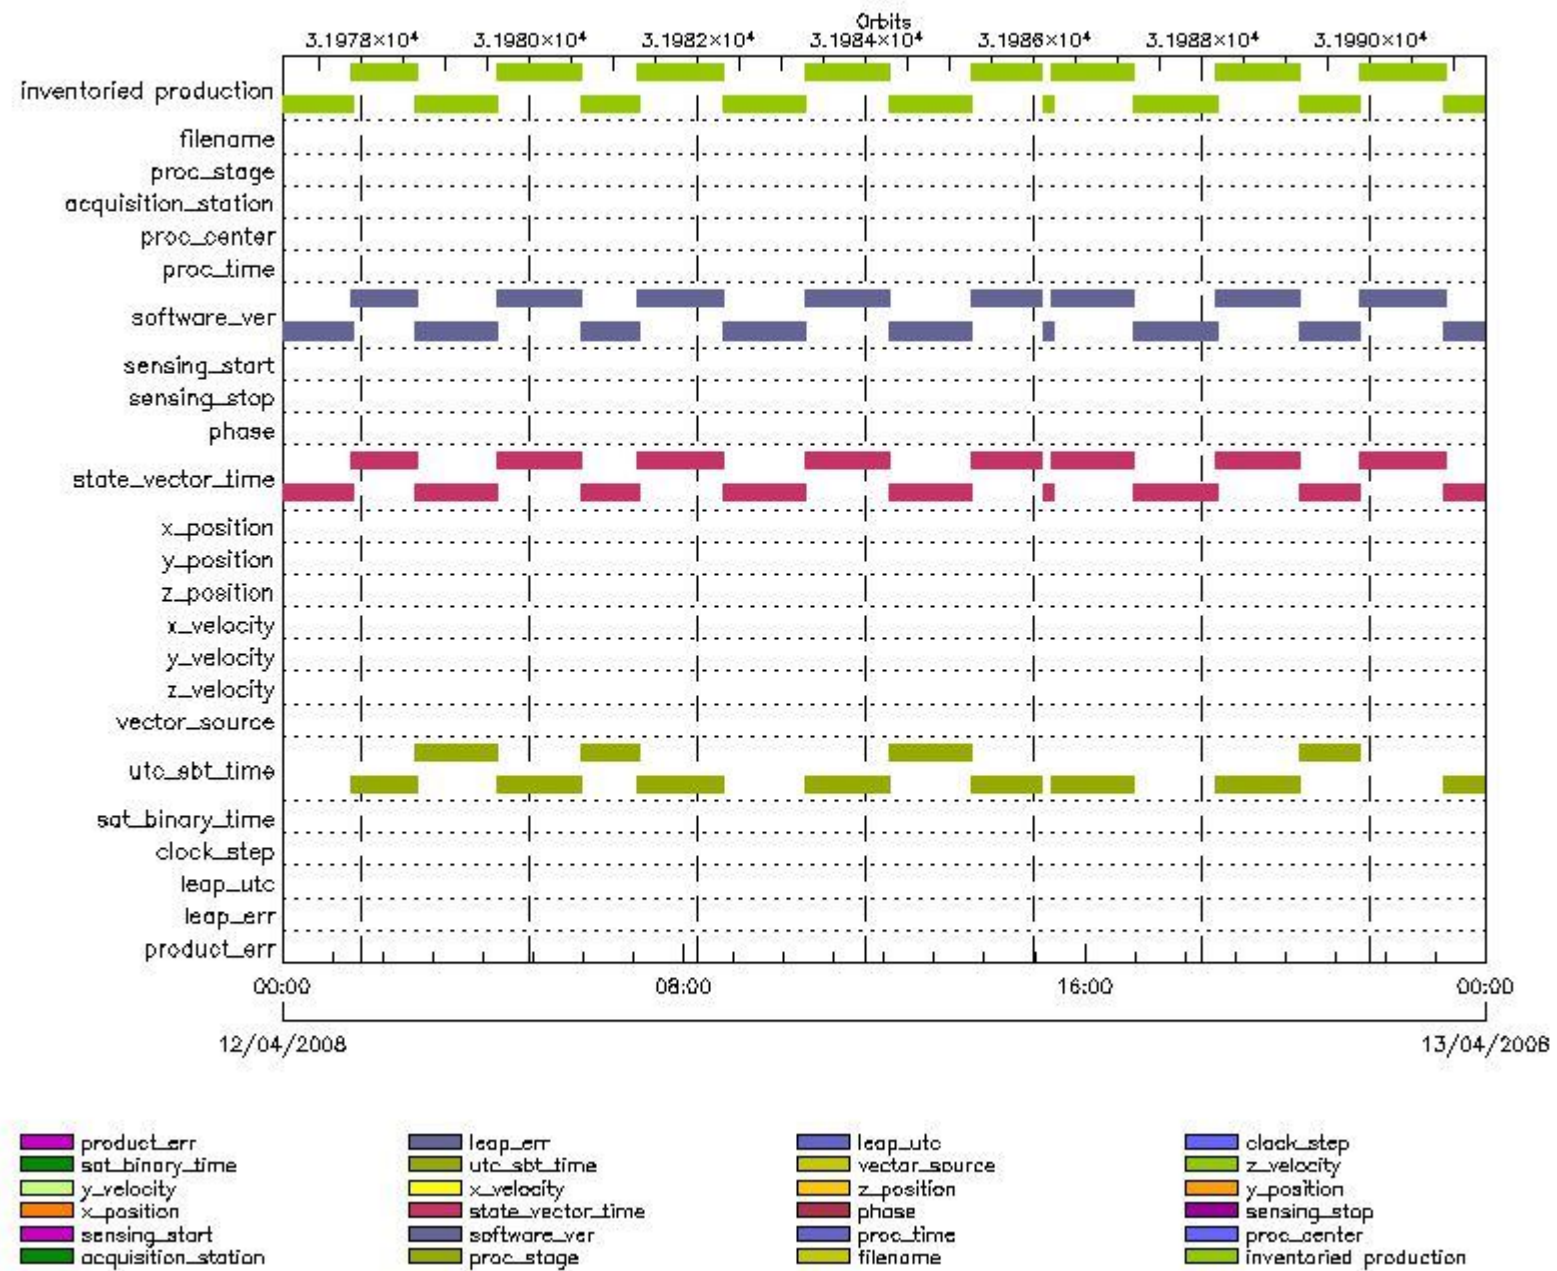 Orbits
3.1978×10⁴ 3.1980×10⁴ 3.1982×10⁴ 3.1984×10⁴ 3.1986×10⁴ 3.1988×10⁴ 3.1990×10⁴
inventoried production
filename
proc_stage
acquisition_station
proc_center
proc_time
software_ver
sensing_start
sensing_stop
phase
state_vector_time
x_position
y_position
z_position
x_velocity
y_velocity
z_velocity
vector_source
utc_sbt_time
sat_binary_time
clock_step
leap_utc
leap_err
product_err
00:00 08:00 16:00 00:00
12/04/2008 13/04/2008
product_err leap_err leap_utc clock_step
sat_binary_time utc_sbt_time vector_source z_velocity
y_velocity x_velocity z_position y_position
x_position state_vector_time phase sensing_stop
sensing_start software_ver proc_time proc_center
acquisition_station proc_stage filename inventoried production